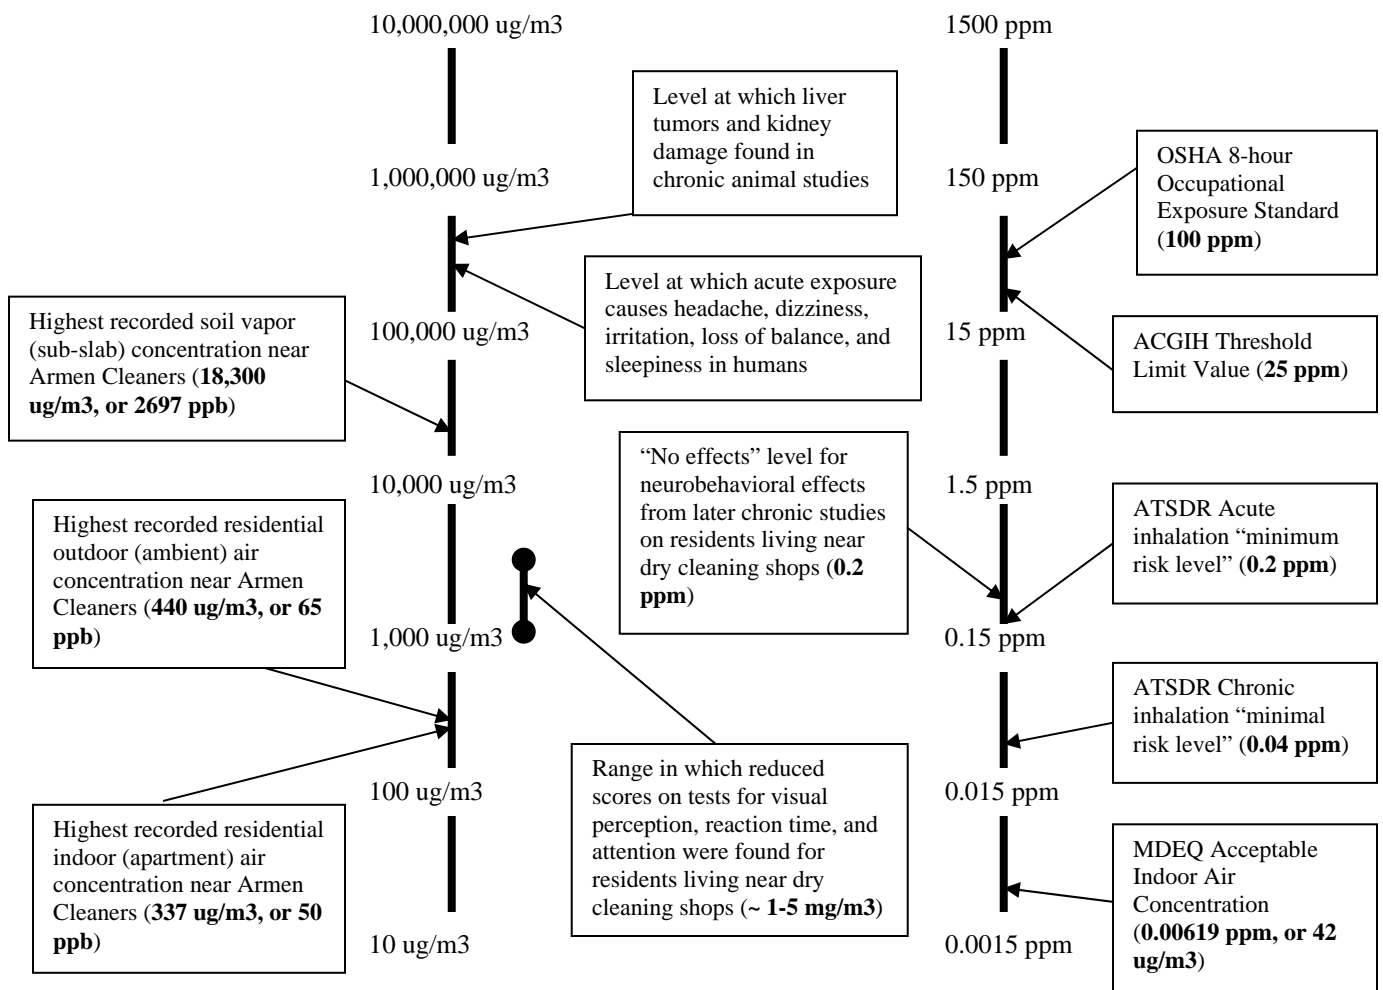 10,000,000 ug/m3
1500 ppm
Level at which liver
tumors and kidney
damage found in
chronic animal studies
OSHA 8-hour
Occupational
Exposure Standard
(100 ppm)
1,000,000 ug/m3
150 ppm
Level at which acute exposure
causes headache, dizziness,
irritation, loss of balance, and
sleepiness in humans
Highest recorded soil vapor
(sub-slab) concentration near
Armen Cleaners (18,300
ug/m3, or 2697 ppb)
100,000 ug/m3
15 ppm
ACGIH Threshold
Limit Value (25 ppm)
“No effects” level for
neurobehavioral effects
from later chronic studies
on residents living near
dry cleaning shops (0.2
ppm)
10,000 ug/m3
1.5 ppm
ATSDR Acute
inhalation “minimum
risk level” (0.2 ppm)
Highest recorded residential
outdoor (ambient) air
concentration near Armen
Cleaners (440 ug/m3, or 65
ppb)
1,000 ug/m3
0.15 ppm
ATSDR Chronic
inhalation “minimal
risk level” (0.04 ppm)
Range in which reduced
scores on tests for visual
perception, reaction time, and
attention were found for
residents living near dry
cleaning shops (~ 1-5 mg/m3)
100 ug/m3
0.015 ppm
Highest recorded residential
indoor (apartment) air
concentration near Armen
Cleaners (337 ug/m3, or 50
ppb)
MDEQ Acceptable
Indoor Air
Concentration
(0.00619 ppm, or 42
ug/m3)
10 ug/m3
0.0015 ppm